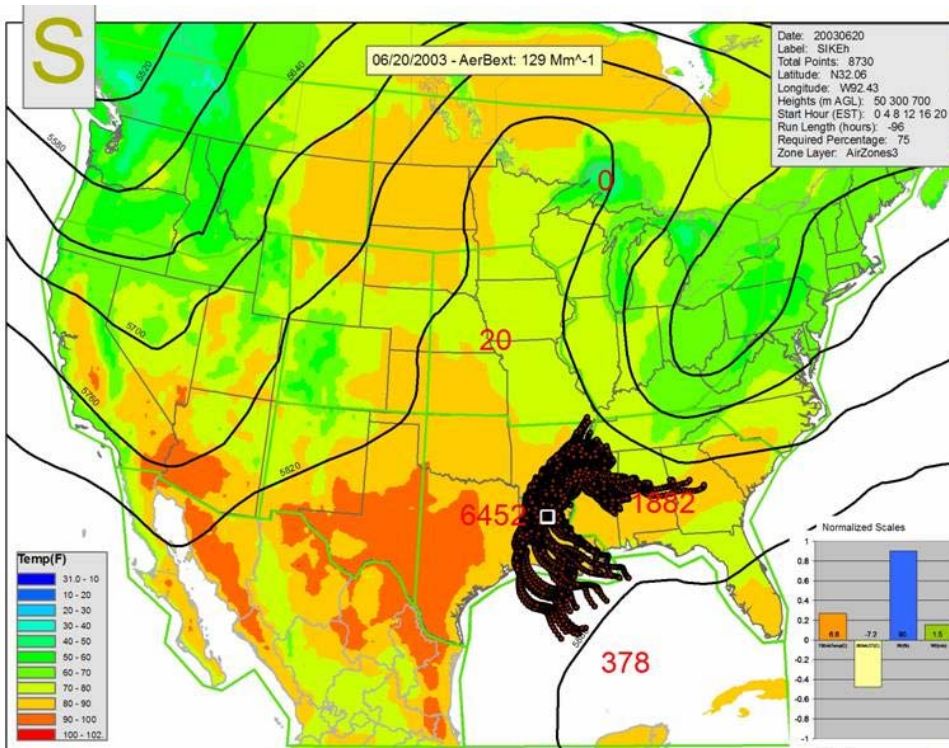 S
06/20/2003 - AerBext: 129 Mm^-1
Date: 20030620
Label: SIKEh
Total Points: 8730
Latitude: N32.06
Longitude: W92.43
Heights (m AGL): 50 300 700
Start Hour (EST): 0 4 8 12 16 20
Run Length (hours): -96
Required Percentage: 75
Zone Layer: AirZones3
5520
5580
5640
5700
5760
5820
0
20
6452
1882
378
Temp(F)
31.0 - 10
10 - 20
20 - 30
30 - 40
40 - 50
50 - 60
60 - 70
70 - 80
80 - 90
90 - 100
100 - 102.
Normalized Scales
1
0.8
0.6
0.4
0.2
0
-0.2
-0.4
-0.6
-0.8
-1
6.8
-7.2
90
1.5